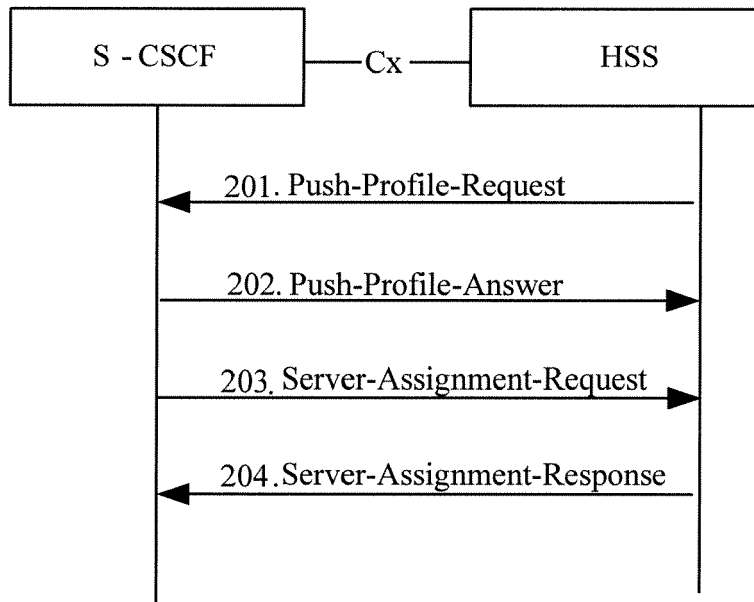 S - CSCF
Cx
HSS
201. Push-Profile-Request
202. Push-Profile-Answer
203. Server-Assignment-Request
204. Server-Assignment-Response